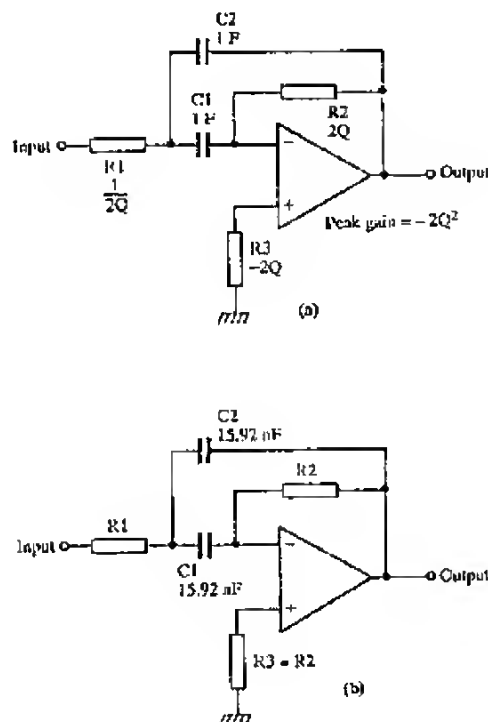 C2
1 F
C1
1 F
R2
2Q
Input
R1
1
2Q
−
+
Output
Peak gain = −2Q²
R3
−2Q
(a)
C2
15.92 nF
R2
R1
Input
C1
15.92 nF
−
+
Output
R3 = R2
(b)